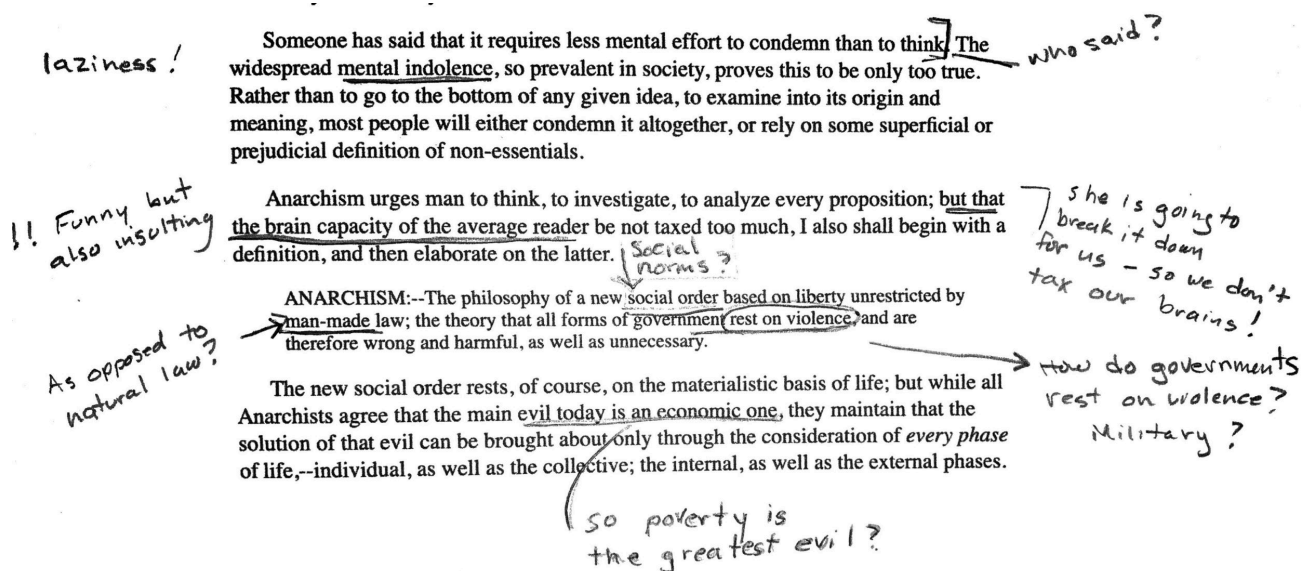 laziness!
Someone has said that it requires less mental effort to condemn than to think. The
who said?
widespread mental indolence, so prevalent in society, proves this to be only too true.
Rather than to go to the bottom of any given idea, to examine into its origin and
meaning, most people will either condemn it altogether, or rely on some superficial or
prejudicial definition of non-essentials.
!! Funny but
also insulting
Anarchism urges man to think, to investigate, to analyze every proposition; but that
the brain capacity of the average reader be not taxed too much, I also shall begin with a
definition, and then elaborate on the latter.
she is going to
break it down
for us - so we don't
tax our
brains!
Social
norms?
ANARCHISM:--The philosophy of a new social order based on liberty unrestricted by
man-made law; the theory that all forms of government rest on violence, and are
therefore wrong and harmful, as well as unnecessary.
As opposed to
natural law?
How do governments
rest on violence?
Military?
The new social order rests, of course, on the materialistic basis of life; but while all
Anarchists agree that the main evil today is an economic one, they maintain that the
solution of that evil can be brought about only through the consideration of every phase
of life,--individual, as well as the collective; the internal, as well as the external phases.
so poverty is
the greatest evil?